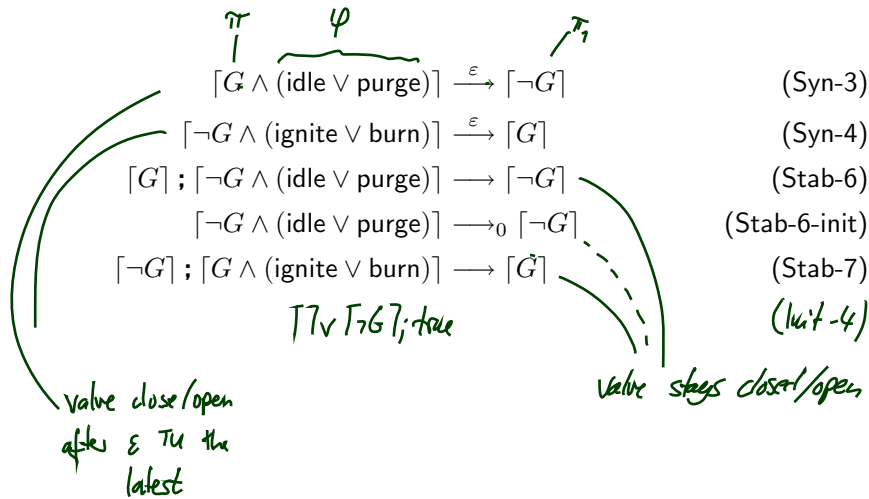 π φ π₁
⌈G ∧ (idle ∨ purge)⌉ —ε→ ⌈¬G⌉ (Syn-3)
⌈¬G ∧ (ignite ∨ burn)⌉ —ε→ ⌈G⌉ (Syn-4)
⌈G⌉ ; ⌈¬G ∧ (idle ∨ purge)⌉ ⟶ ⌈¬G⌉ (Stab-6)
⌈¬G ∧ (idle ∨ purge)⌉ ⟶₀ ⌈¬G⌉ (Stab-6-init)
⌈¬G⌉ ; ⌈G ∧ (ignite ∨ burn)⌉ ⟶ ⌈G⌉ (Stab-7)
⌈⌉ ∨ ⌈¬G⌉ ; true (Init-4)
valve close/open
after ε TU the
latest
valve stays closed/open